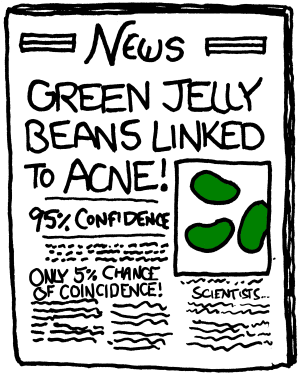 NEWS
GREEN JELLY
BEANS LINKED
TO ACNE!
95% CONFIDENCE
ONLY 5% CHANCE
OF COINCIDENCE!
SCIENTISTS...